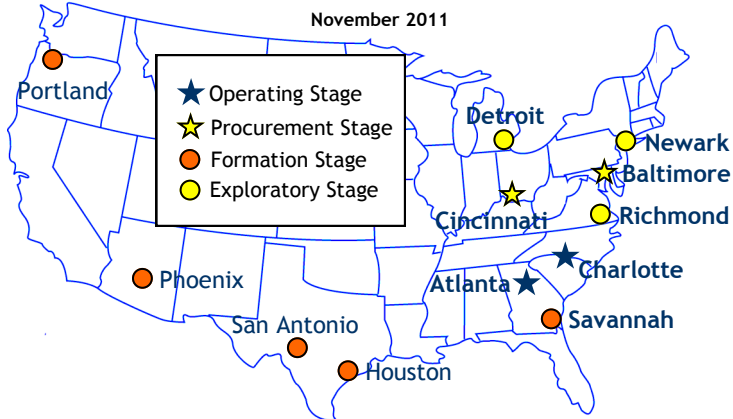 November 2011
Portland
Operating Stage
Procurement Stage
Formation Stage
Exploratory Stage
Detroit
Newark
Baltimore
Cincinnati
Richmond
Charlotte
Phoenix
Atlanta
San Antonio
Savannah
Houston